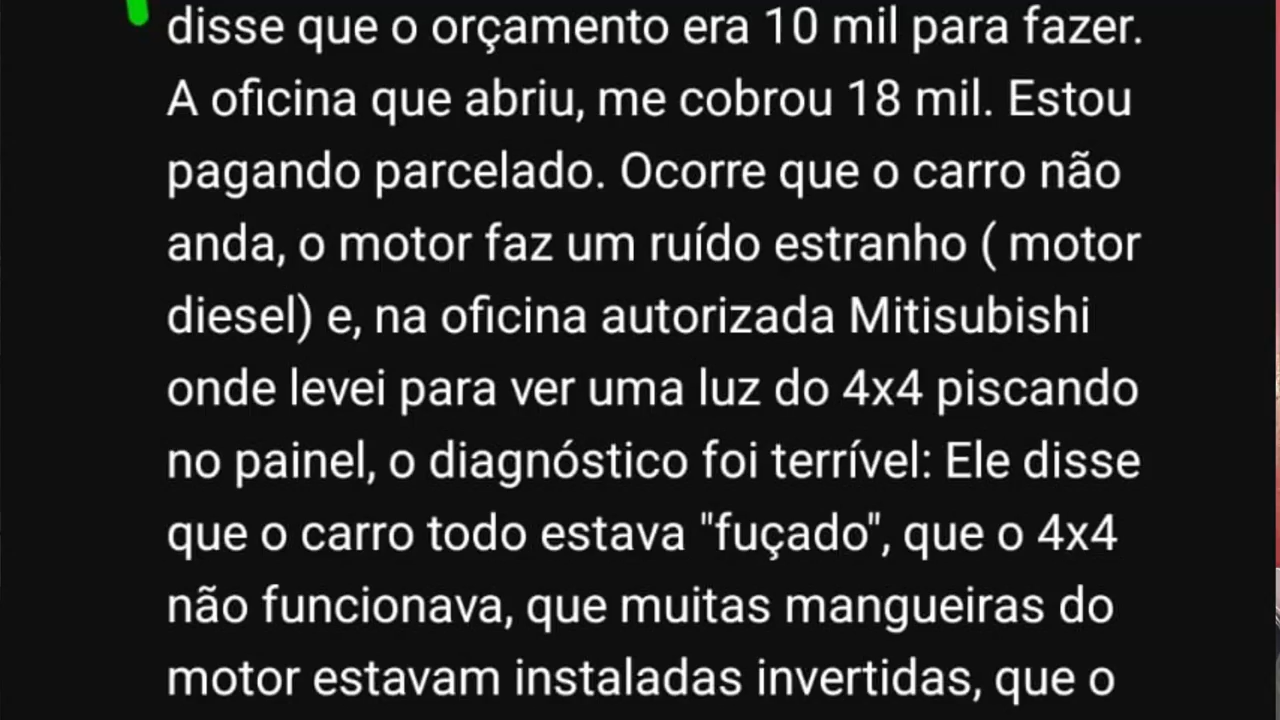 disse que o orçamento era 10 mil para fazer.
A oficina que abriu, me cobrou 18 mil. Estou
pagando parcelado. Ocorre que o carro não
anda, o motor faz um ruído estranho ( motor
diesel) e, na oficina autorizada Mitisubishi
onde levei para ver uma luz do 4x4 piscando
no painel, o diagnóstico foi terrível: Ele disse
que o carro todo estava "fuçado", que o 4x4
não funcionava, que muitas mangueiras do
motor estavam instaladas invertidas, que o